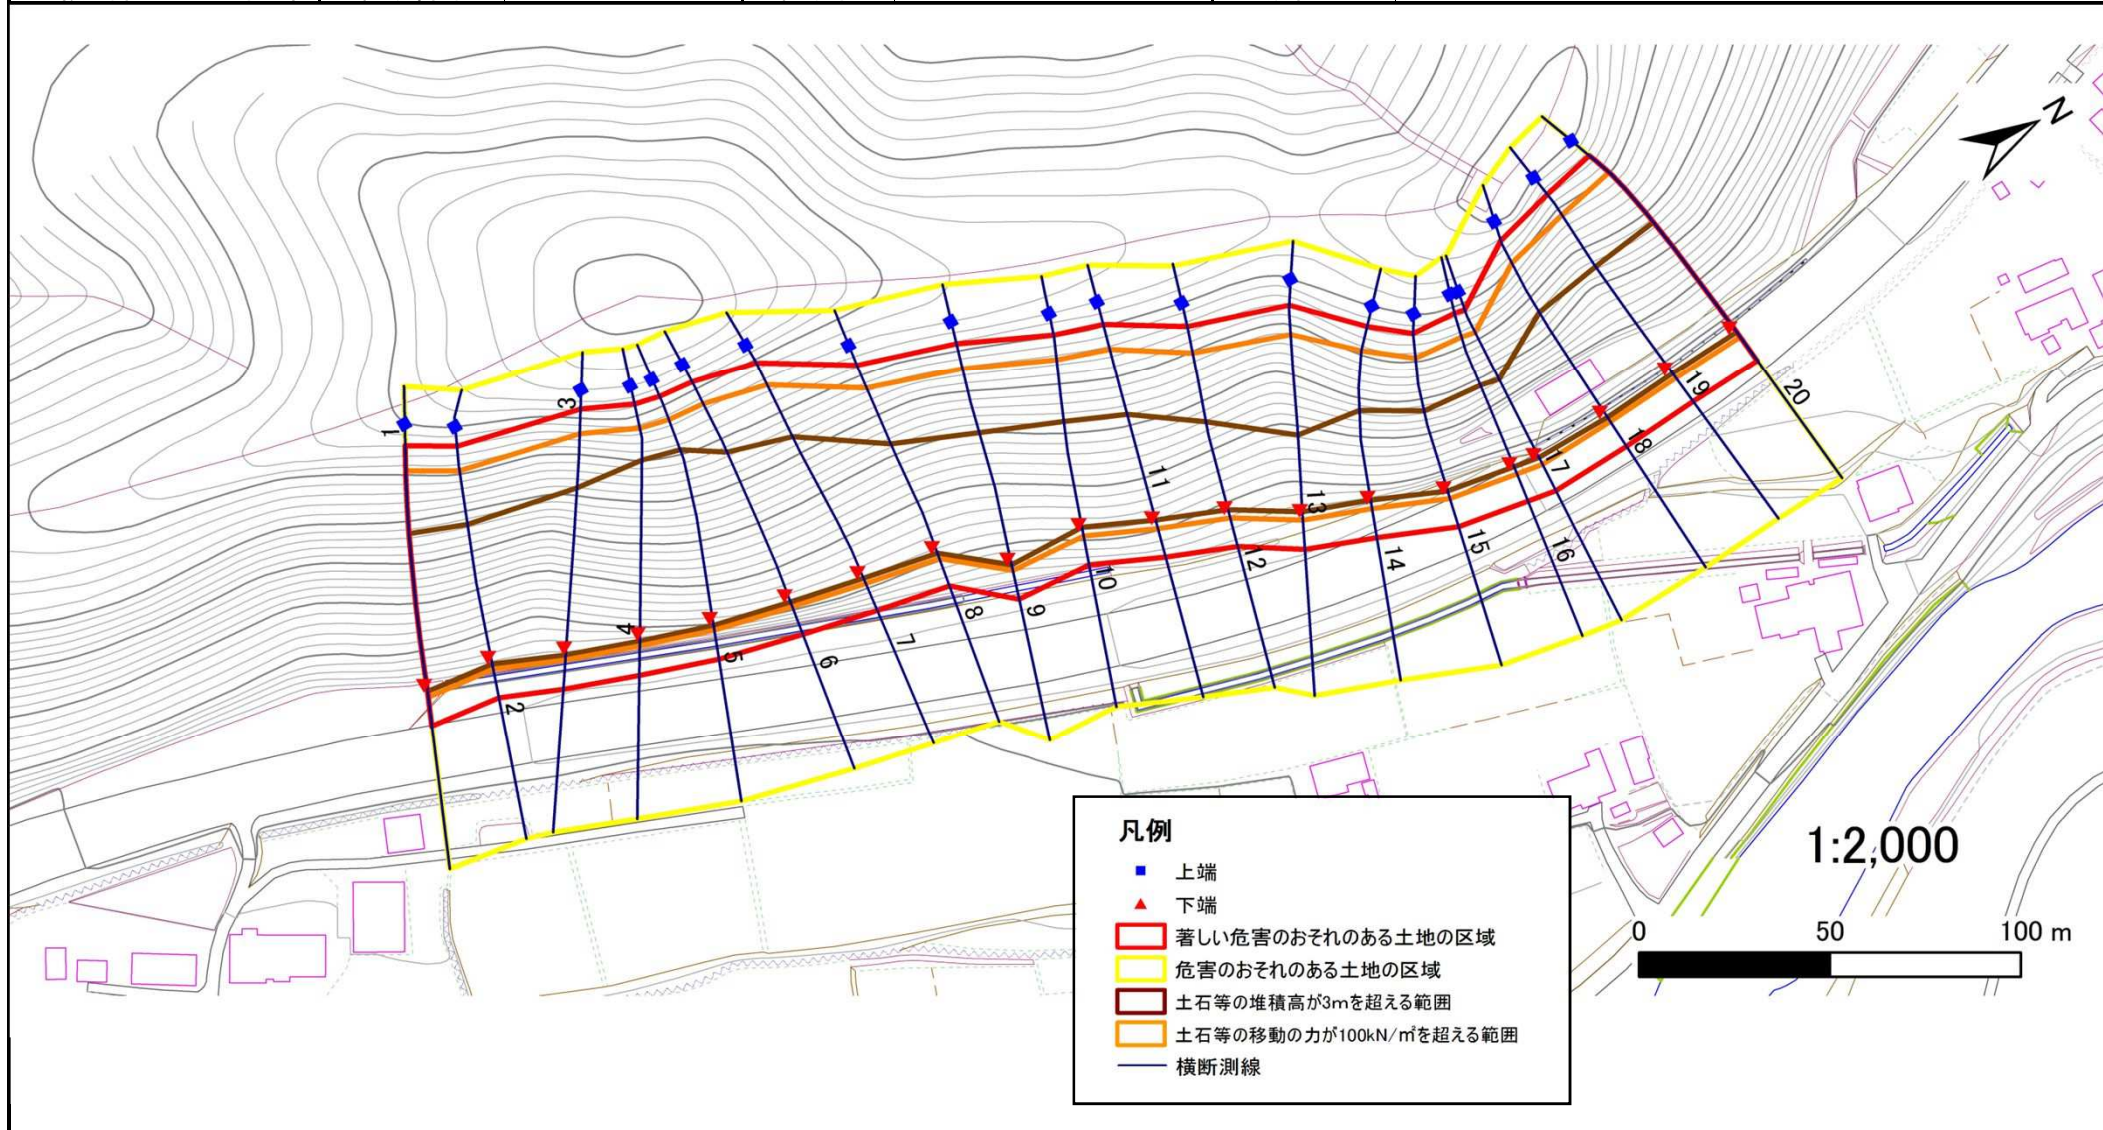 N
1
2
3
4
5
6
7
8
9
10
11
12
13
14
15
16
17
18
19
20
凡例
上端
下端
著しい危害のおそれのある土地の区域
危害のおそれのある土地の区域
土石等の堆積高が3mを超える範囲
土石等の移動の力が100kN/㎡を超える範囲
横断測線
1:2,000
0 50 100 m